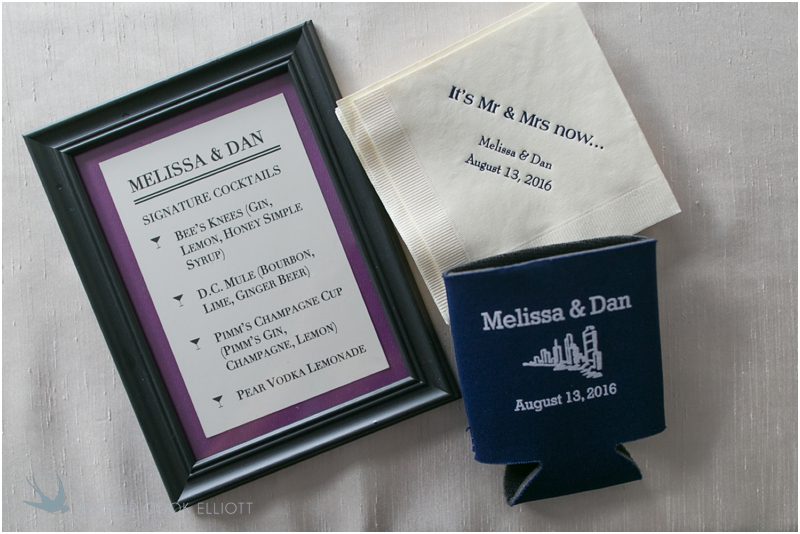 MELISSA & DAN
SIGNATURE COCKTAILS
BEE'S KNEES (GIN,
LEMON, HONEY SIMPLE
SYRUP)
D.C. MULE (BOURBON,
LIME, GINGER BEER)
PIMM'S CHAMPAGNE CUP
(PIMM'S GIN,
CHAMPAGNE, LEMON)
PEAR VODKA LEMONADE
It's Mr & Mrs now...
Melissa & Dan
August 13, 2016
Melissa & Dan
August 13, 2016
ELLIOTT